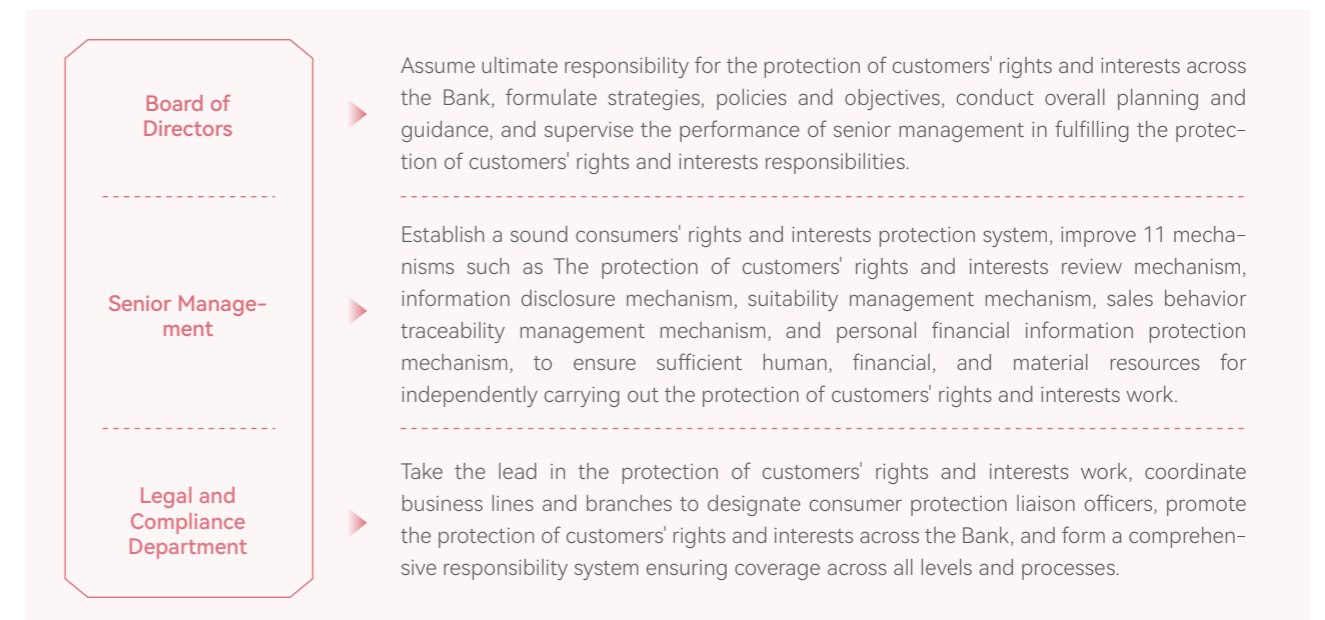 Board of
Directors
Assume ultimate responsibility for the protection of customers' rights and interests across
the Bank, formulate strategies, policies and objectives, conduct overall planning and
guidance, and supervise the performance of senior management in fulfilling the protec-
tion of customers' rights and interests responsibilities.
Senior Manage-
ment
Establish a sound consumers' rights and interests protection system, improve 11 mecha-
nisms such as The protection of customers' rights and interests review mechanism,
information disclosure mechanism, suitability management mechanism, sales behavior
traceability management mechanism, and personal financial information protection
mechanism, to ensure sufficient human, financial, and material resources for
independently carrying out the protection of customers' rights and interests work.
Legal and
Compliance
Department
Take the lead in the protection of customers' rights and interests work, coordinate
business lines and branches to designate consumer protection liaison officers, promote
the protection of customers' rights and interests across the Bank, and form a comprehen-
sive responsibility system ensuring coverage across all levels and processes.